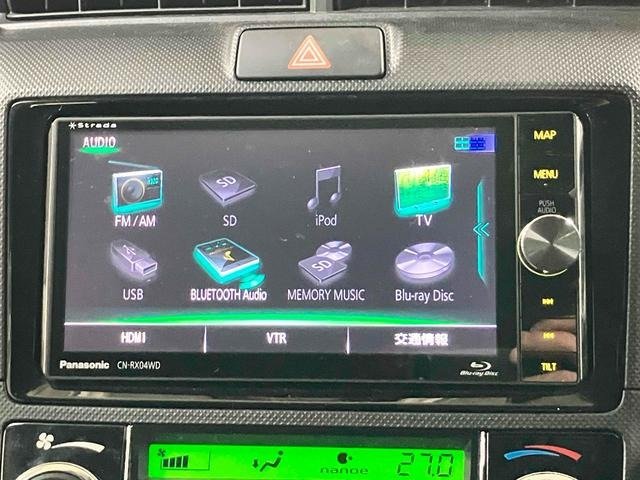 Strada
AUDIO
FM/AM
SD
iPod
TV
USB
BLUETOOTH Audio
MEMORY MUSIC
Blu-ray Disc
HDMI
VTR
交通情報
Panasonic CN-RX04WD
Blu-ray Disc
MAP
MENU
PUSH
AUDIO
TILT
nanoe
27.0